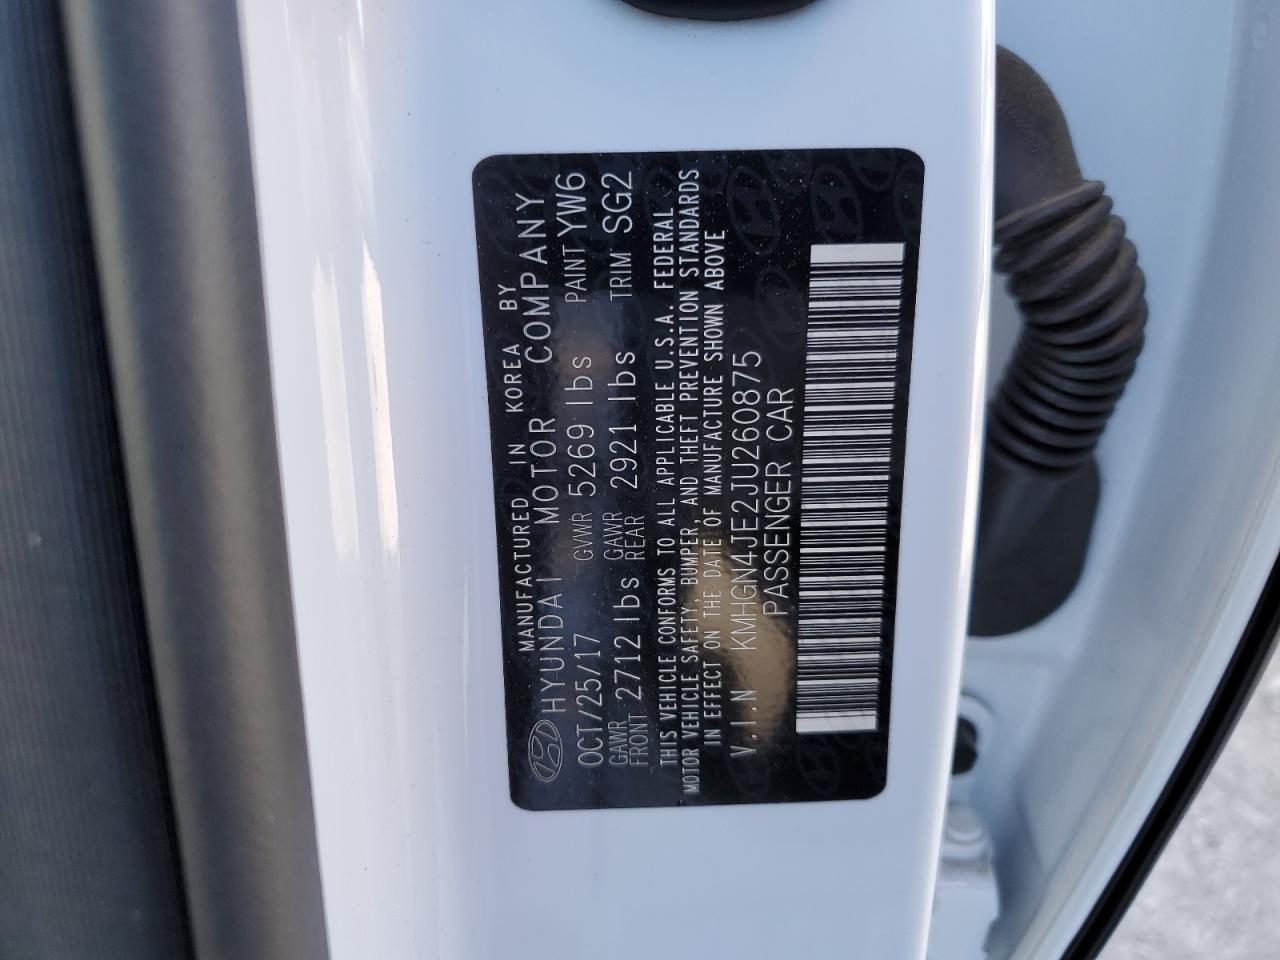 MANUFACTURED IN KOREA BY
HYUNDAI MOTOR COMPANY
OCT/25/17 GVWR 5269 lbs PAINT YW6
GAWR FRONT 2712 lbs GAWR REAR 2921 lbs TRIM SG2
THIS VEHICLE CONFORMS TO ALL APPLICABLE U.S.A. FEDERAL
MOTOR VEHICLE SAFETY, BUMPER, AND THEFT PREVENTION STANDARDS
IN EFFECT ON THE DATE OF MANUFACTURE SHOWN ABOVE
V.I.N KMHGN4JE2JU260875
PASSENGER CAR